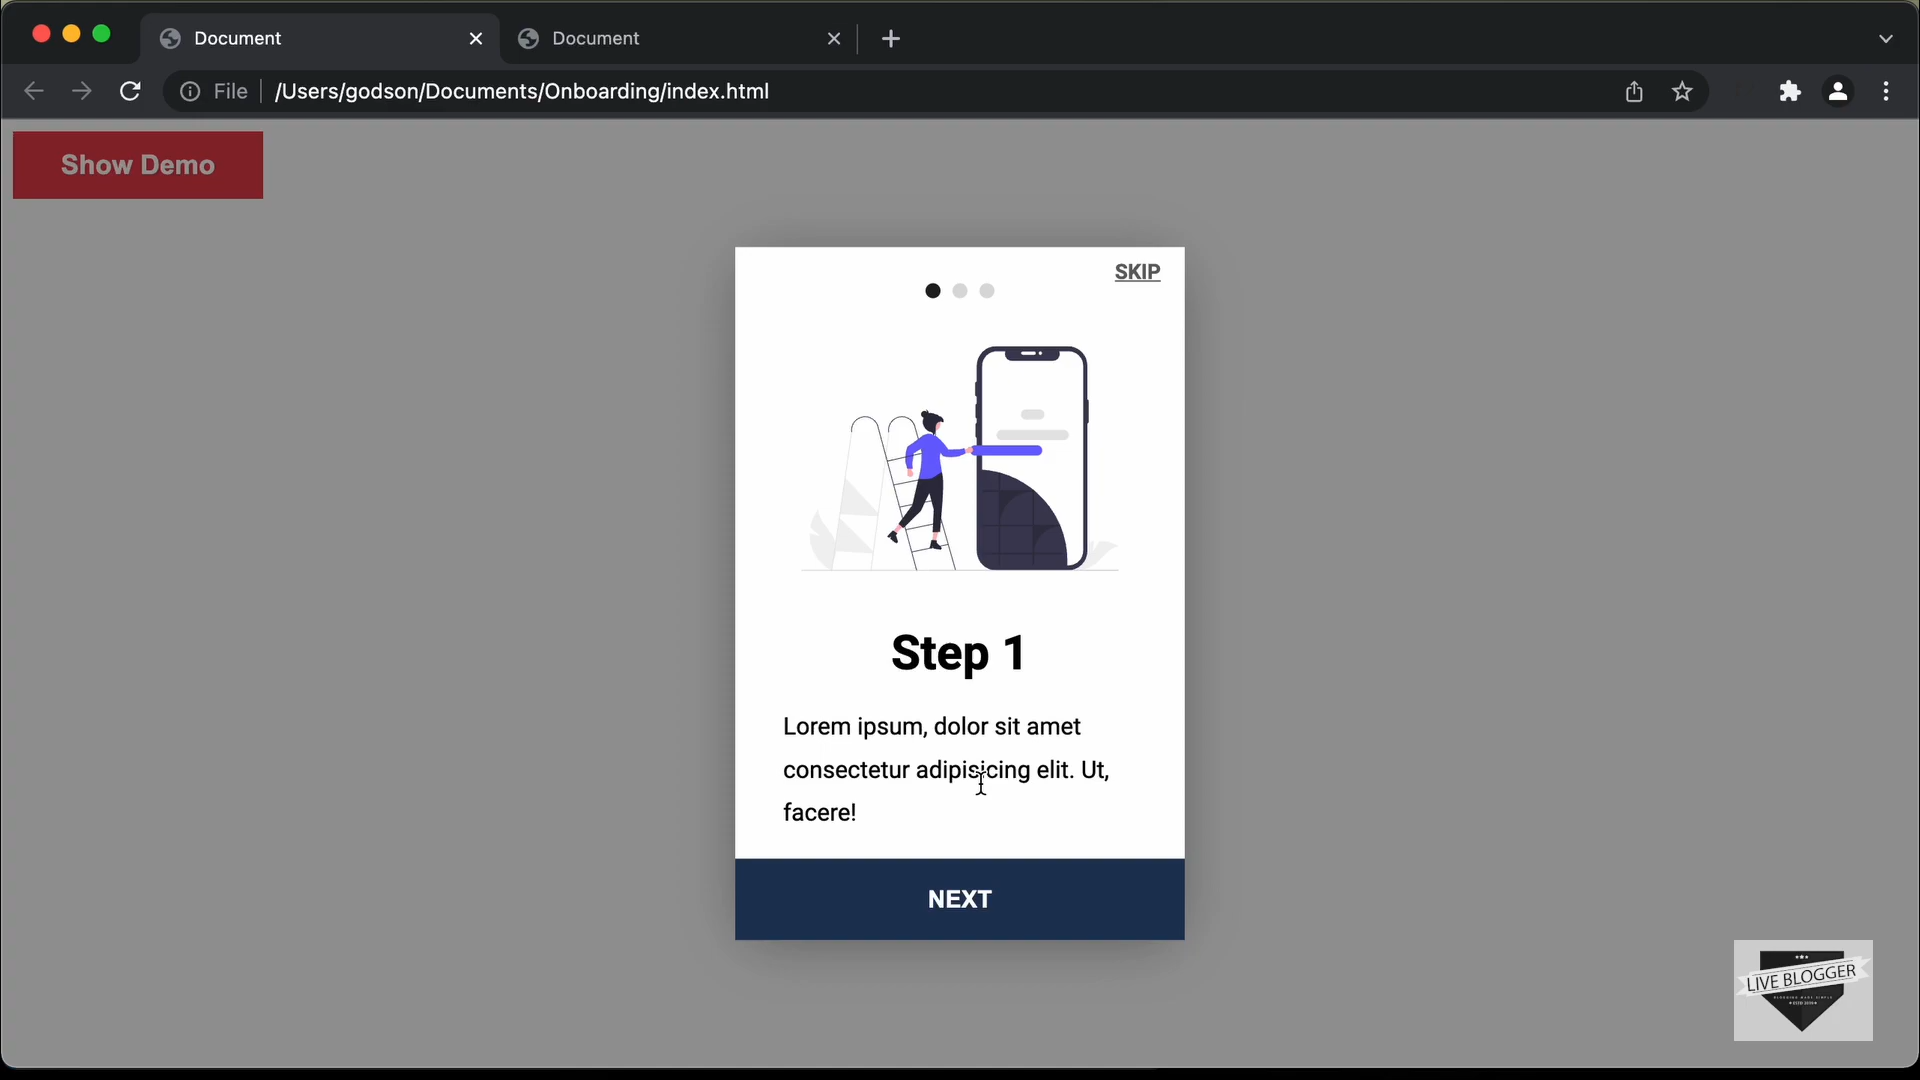 Document
Document
File
/Users/godson/Documents/Onboarding/index.html
Show Demo
SKIP
Step 1
Lorem ipsum, dolor sit amet
consectetur adipisicing elit. Ut,
facere!
NEXT
LIVE BLOGGER